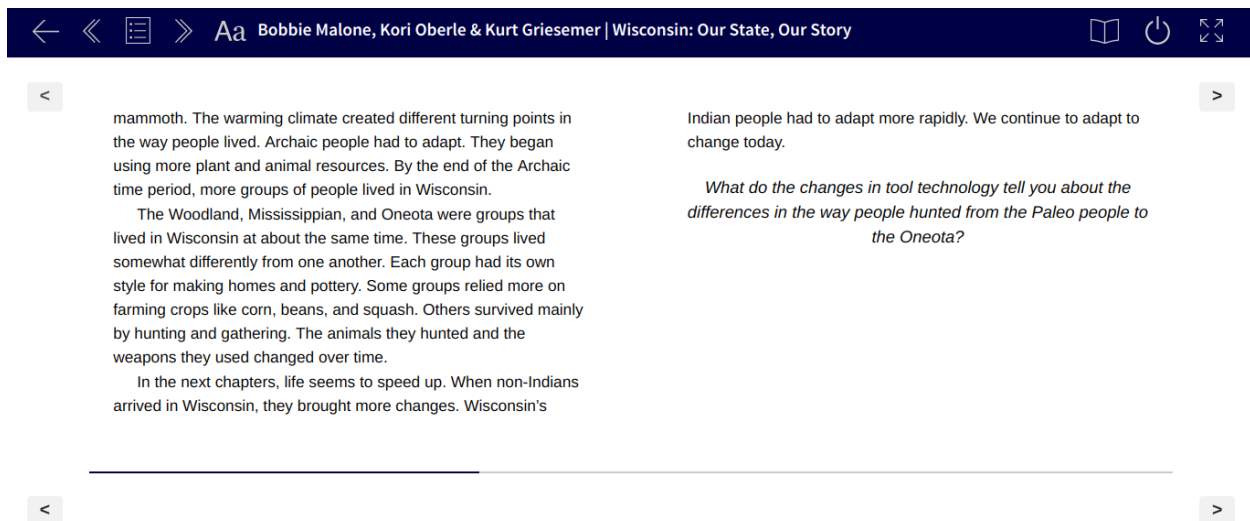 Aa Bobbie Malone, Kori Oberle & Kurt Griesemer | Wisconsin: Our State, Our Story
< >
mammoth. The warming climate created different turning points in
the way people lived. Archaic people had to adapt. They began
using more plant and animal resources. By the end of the Archaic
time period, more groups of people lived in Wisconsin.
The Woodland, Mississippian, and Oneota were groups that
lived in Wisconsin at about the same time. These groups lived
somewhat differently from one another. Each group had its own
style for making homes and pottery. Some groups relied more on
farming crops like corn, beans, and squash. Others survived mainly
by hunting and gathering. The animals they hunted and the
weapons they used changed over time.
In the next chapters, life seems to speed up. When non-Indians
arrived in Wisconsin, they brought more changes. Wisconsin’s
Indian people had to adapt more rapidly. We continue to adapt to
change today.
What do the changes in tool technology tell you about the
differences in the way people hunted from the Paleo people to
the Oneota?
< >